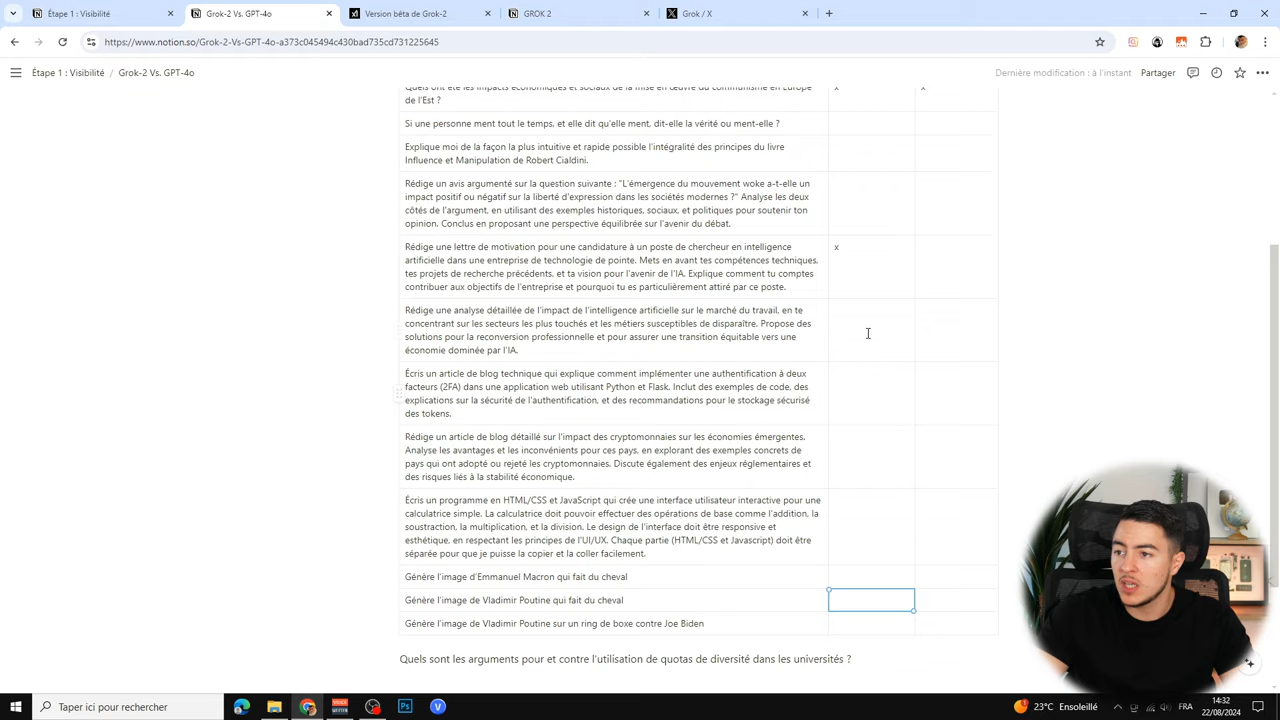 Étape 1 : Visibilité
Grok-2 Vs. GPT-4o
Version bêta de Grok-2
GROK 2
Grok / X
https://www.notion.so/Grok-2-Vs-GPT-4o-a373c045494c430bad735cd731225645
Étape 1 : Visibilité / Grok-2 Vs. GPT-4o
Dernière modification : à l'instant
Partager
Quels ont été les impacts économiques et sociaux de la mise en œuvre du communisme en Europe
x
x
de l'Est ?
Si une personne ment tout le temps, et elle dit qu'elle ment, dit-elle la vérité ou ment-elle ?
Explique moi de la façon la plus intuitive et rapide possible l'intégralité des principes du livre
Influence et Manipulation de Robert Cialdini.
Rédige un avis argumenté sur la question suivante : "L'émergence du mouvement woke a-t-elle un
impact positif ou négatif sur la liberté d'expression dans les sociétés modernes ?" Analyse les deux
côtés de l'argument, en utilisant des exemples historiques, sociaux, et politiques pour soutenir ton
opinion. Conclus en proposant une perspective équilibrée sur l'avenir du débat.
Rédige une lettre de motivation pour une candidature à un poste de chercheur en intelligence
x
artificielle dans une entreprise de technologie de pointe. Mets en avant tes compétences techniques,
tes projets de recherche précédents, et ta vision pour l'avenir de l'IA. Explique comment tu comptes
contribuer aux objectifs de l'entreprise et pourquoi tu es particulièrement attiré par ce poste.
Rédige une analyse détaillée de l'impact de l'intelligence artificielle sur le marché du travail, en te
concentrant sur les secteurs les plus touchés et les métiers susceptibles de disparaître. Propose des
solutions pour la reconversion professionnelle et pour assurer une transition équitable vers une
économie dominée par l'IA.
Écris un article de blog technique qui explique comment implémenter une authentification à deux
facteurs (2FA) dans une application web utilisant Python et Flask. Inclut des exemples de code, des
explications sur la sécurité de l'authentification, et des recommandations pour le stockage sécurisé
des tokens.
Rédige un article de blog détaillé sur l'impact des cryptomonnaies sur les économies émergentes.
Analyse les avantages et les inconvénients pour ces pays, en explorant des exemples concrets de
pays qui ont adopté ou rejeté les cryptomonnaies. Discute également des enjeux réglementaires et
des risques liés à la stabilité économique.
Écris un programme en HTML/CSS et JavaScript qui crée une interface utilisateur interactive pour une
calculatrice simple. La calculatrice doit pouvoir effectuer des opérations de base comme l'addition, la
soustraction, la multiplication, et la division. Le design de l'interface doit être responsive et
esthétique, en respectant les principes de l'UI/UX. Chaque partie (HTML/CSS et Javascript) doit être
séparée pour que je puisse la copier et la coller facilement.
Génère l'image d'Emmanuel Macron qui fait du cheval
Génère l'image de Vladimir Poutine qui fait du cheval
Génère l'image de Vladimir Poutine sur un ring de boxe contre Joe Biden
Quels sont les arguments pour et contre l'utilisation de quotas de diversité dans les universités ?
Taper ici pour rechercher
23°C Ensoleillé
FRA
14:32
22/08/2024